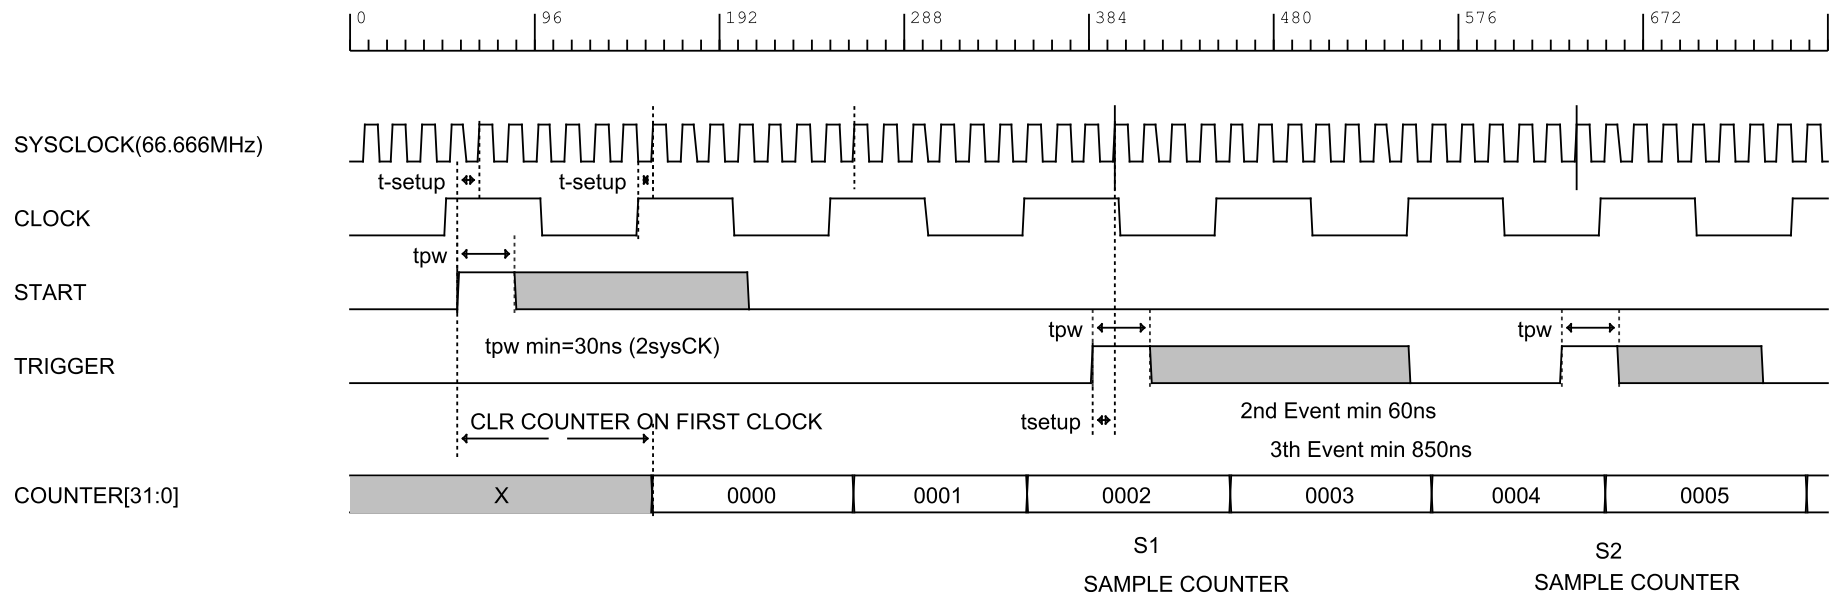 0 96 192 288 384 480 576 672
SYSCLOCK(66.666MHz)
t-setup t-setup
CLOCK
tpw
START
tpw tpw
tpw min=30ns (2sysCK)
TRIGGER
2nd Event min 60ns
CLR COUNTER ON FIRST CLOCK tsetup
3th Event min 850ns
COUNTER[31:0] X 0000 0001 0002 0003 0004 0005
S1 S2
SAMPLE COUNTER SAMPLE COUNTER